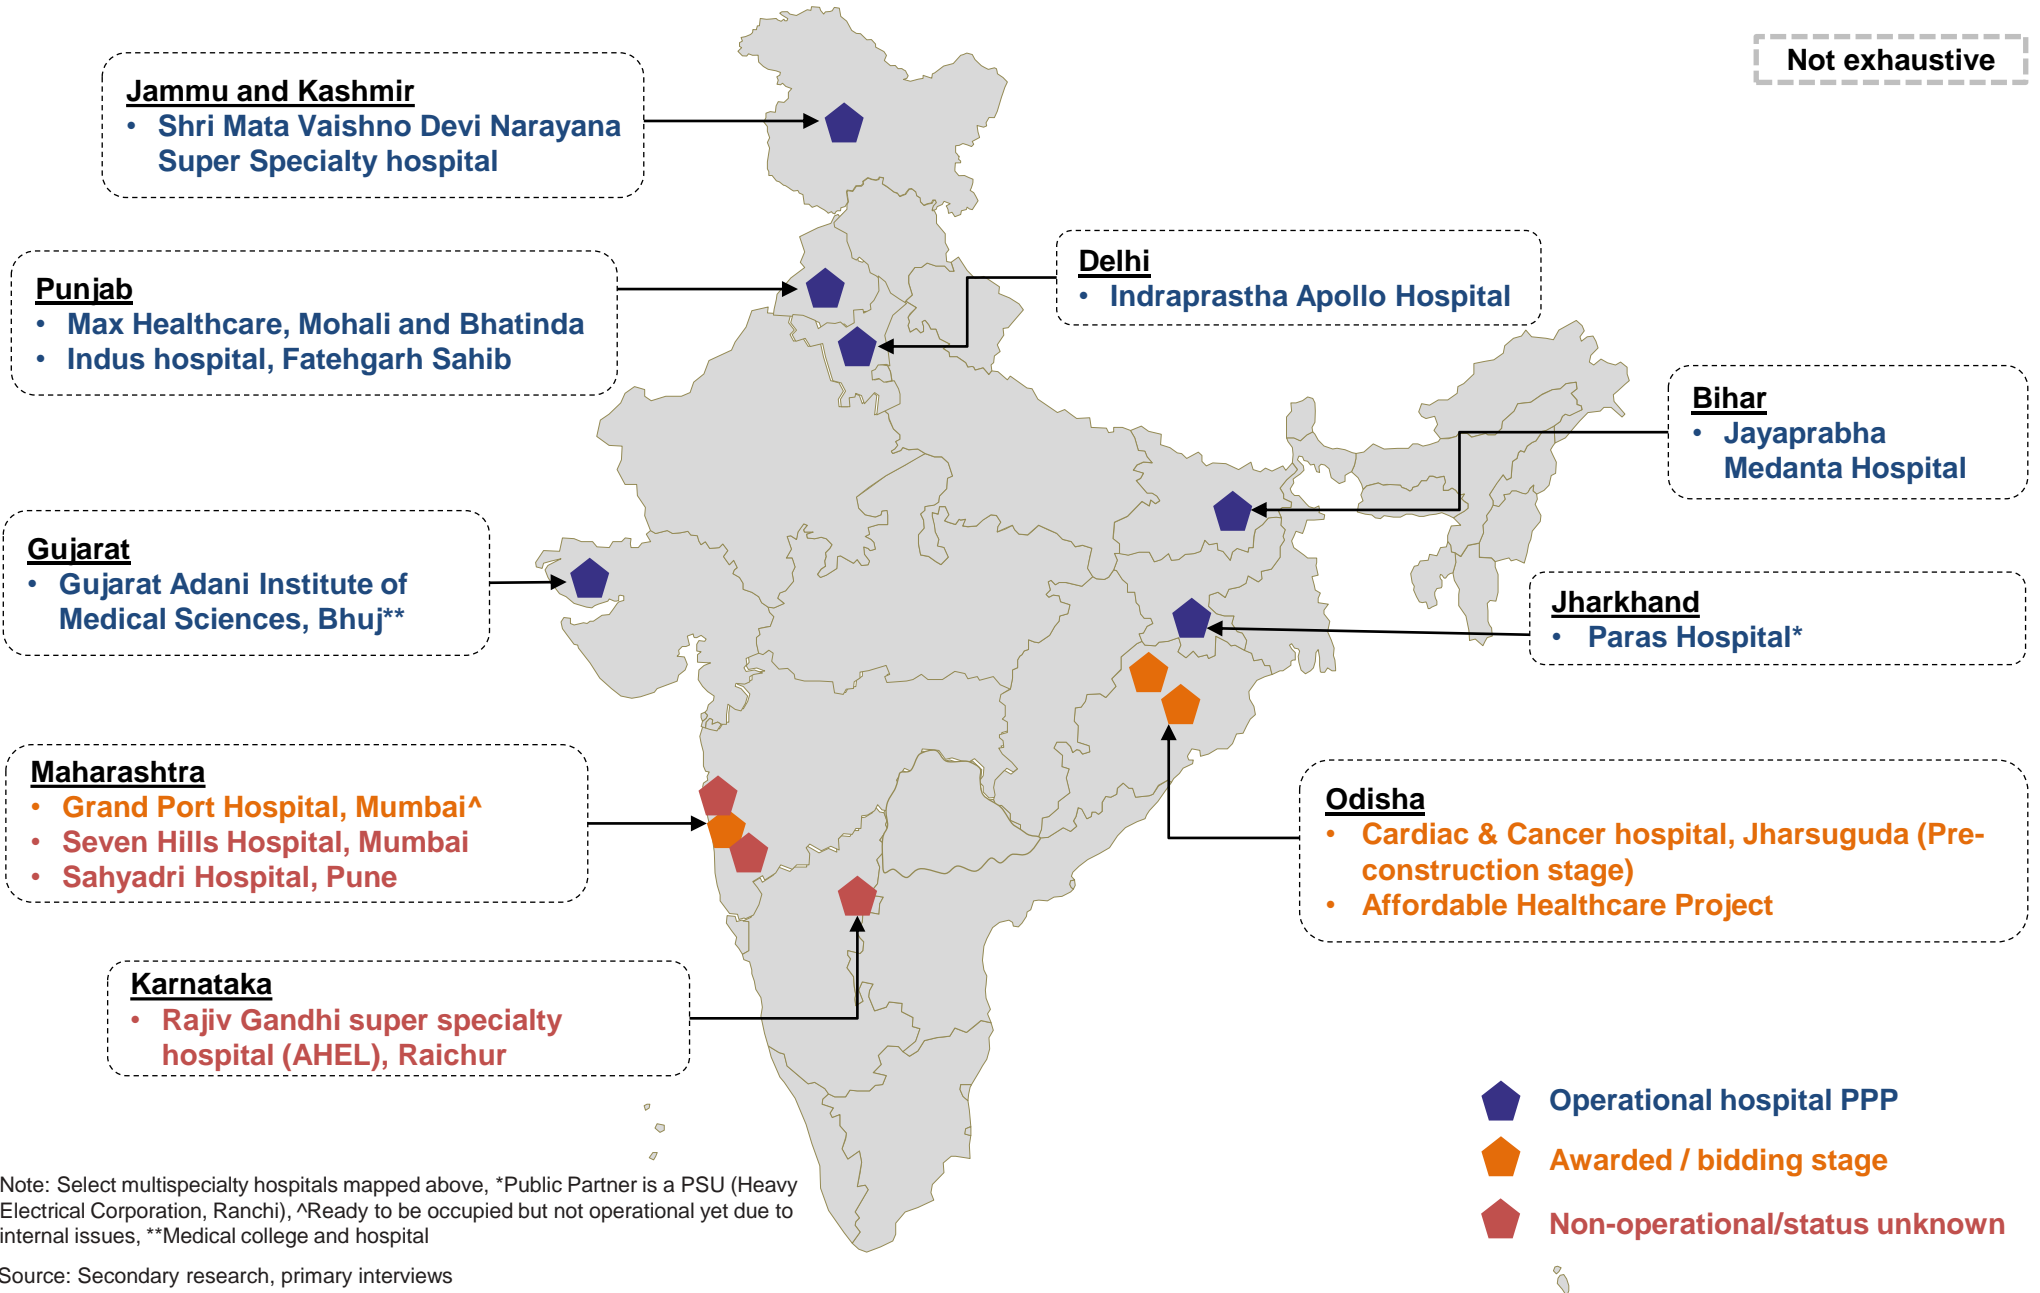 Not exhaustive
Jammu and Kashmir
• Shri Mata Vaishno Devi Narayana
Super Specialty hospital
Punjab
• Max Healthcare, Mohali and Bhatinda
• Indus hospital, Fatehgarh Sahib
Delhi
• Indraprastha Apollo Hospital
Bihar
• Jayaprabha
Medanta Hospital
Gujarat
• Gujarat Adani Institute of
Medical Sciences, Bhuj**
Jharkhand
• Paras Hospital*
Maharashtra
• Grand Port Hospital, Mumbai^
• Seven Hills Hospital, Mumbai
• Sahyadri Hospital, Pune
Odisha
• Cardiac & Cancer hospital, Jharsuguda (Pre-
construction stage)
• Affordable Healthcare Project
Karnataka
• Rajiv Gandhi super specialty
hospital (AHEL), Raichur
Operational hospital PPP
Awarded / bidding stage
Non-operational/status unknown
Note: Select multispecialty hospitals mapped above, *Public Partner is a PSU (Heavy
Electrical Corporation, Ranchi), ^Ready to be occupied but not operational yet due to
internal issues, **Medical college and hospital
Source: Secondary research, primary interviews